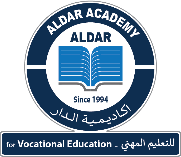 ALDAR ACADEMY
ALDAR
Since 1994
اكاديمية الدار
for Vocational Education - للتعليم المهني